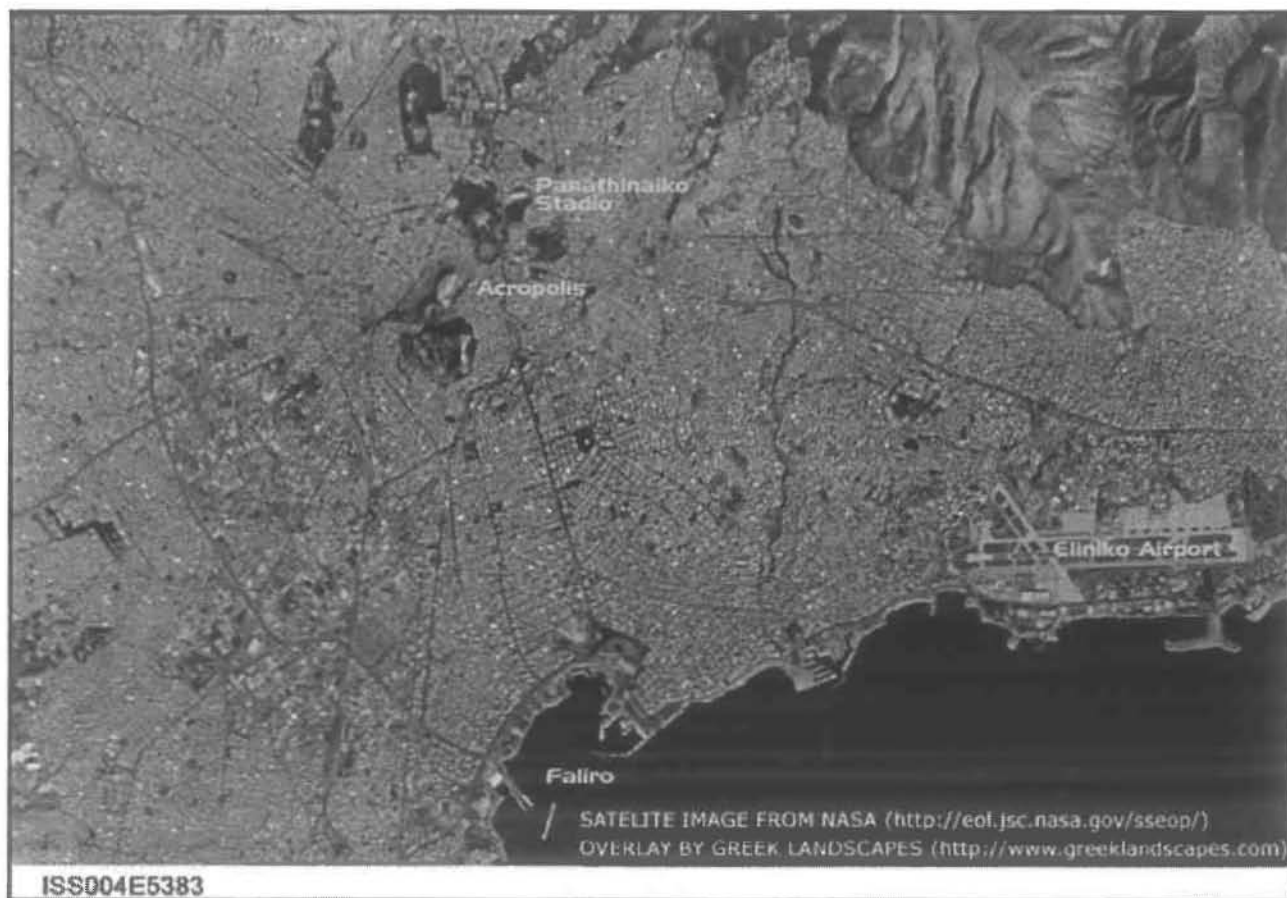 Panathinaiko
Stadio
Acropolis
Eliniko Airport
Faliro
SATELITE IMAGE FROM NASA (http://eol.jsc.nasa.gov/sseop/)
OVERLAY BY GREEK LANDSCAPES (http://www.greeklandscapes.com)
ISS004E5383